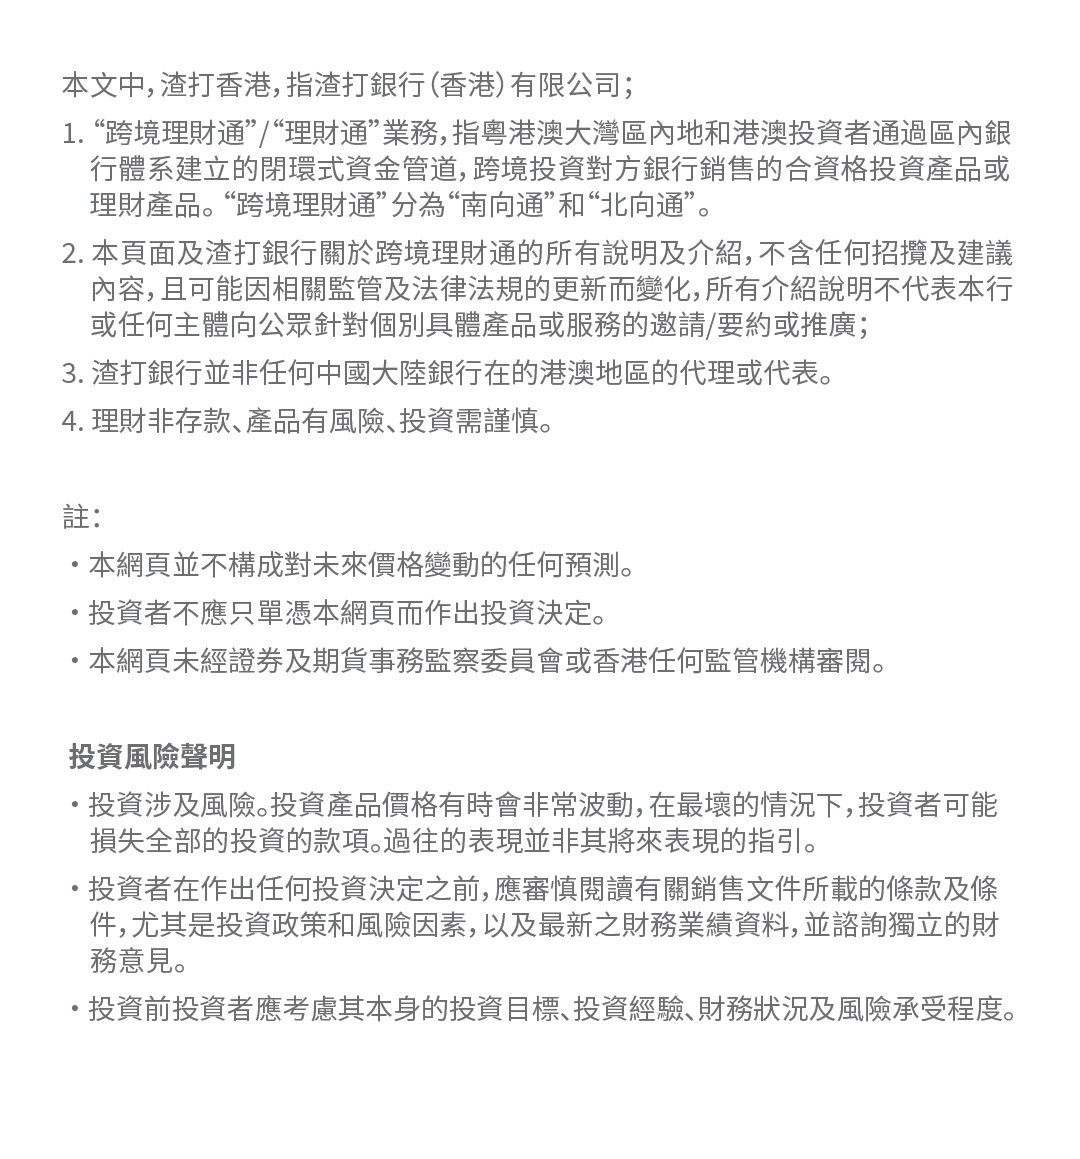 本文中，渣打香港，指渣打銀行（香港）有限公司；
1. “跨境理財通”/“理財通”業務，指粵港澳大灣區內地和港澳投資者通過區內銀
行體系建立的閉環式資金管道，跨境投資對方銀行銷售的合資格投資產品或
理財產品。“跨境理財通”分為“南向通”和“北向通”。
2. 本頁面及渣打銀行關於跨境理財通的所有說明及介紹，不含任何招攬及建議
內容，且可能因相關監管及法律法規的更新而變化，所有介紹說明不代表本行
或任何主體向公眾針對個別具體產品或服務的邀請/要約或推廣；
3. 渣打銀行並非任何中國大陸銀行在的港澳地區的代理或代表。
4. 理財非存款、產品有風險、投資需謹慎。
註：
・本網頁並不構成對未來價格變動的任何預測。
・投資者不應只單憑本網頁而作出投資決定。
・本網頁未經證券及期貨事務監察委員會或香港任何監管機構審閱。
投資風險聲明
・投資涉及風險。投資產品價格有時會非常波動，在最壞的情況下，投資者可能
損失全部的投資的款項。過往的表現並非其將來表現的指引。
・投資者在作出任何投資決定之前，應審慎閱讀有關銷售文件所載的條款及條
件，尤其是投資政策和風險因素，以及最新之財務業績資料，並諮詢獨立的財
務意見。
・投資前投資者應考慮其本身的投資目標、投資經驗、財務狀況及風險承受程度。